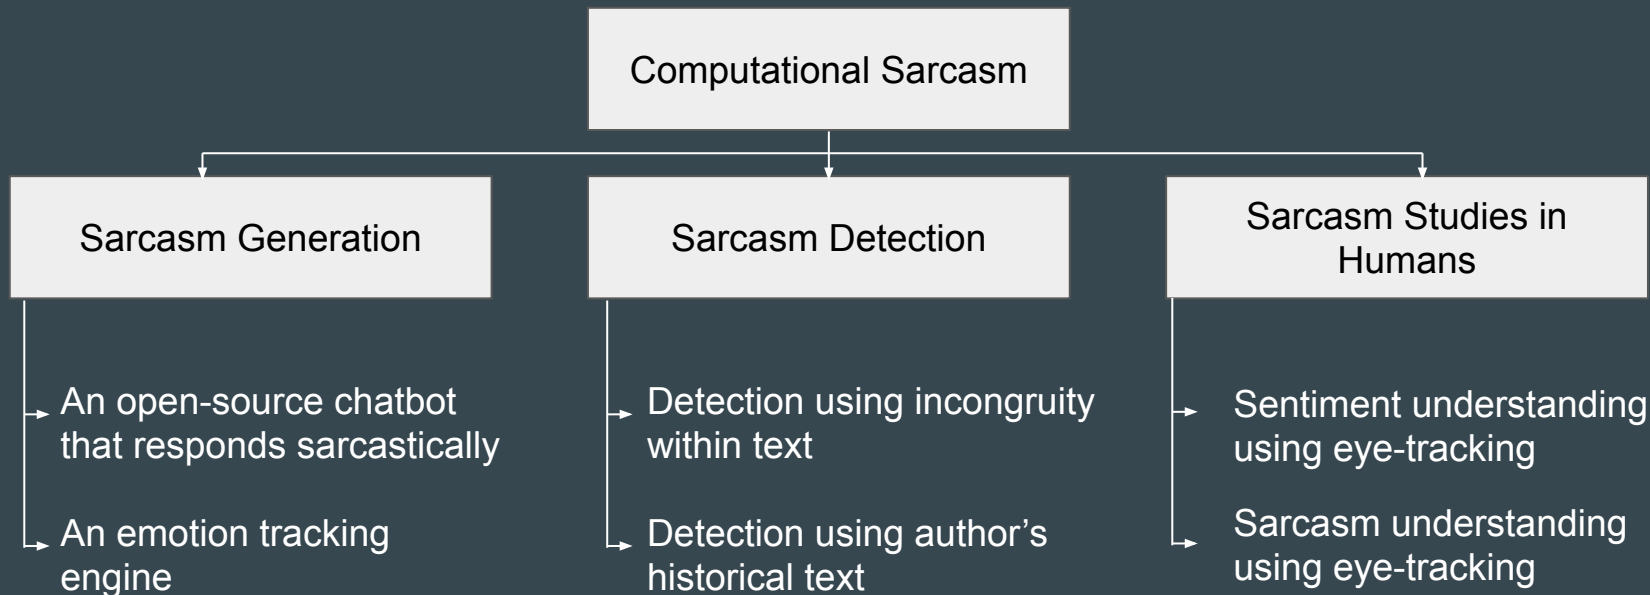 Computational Sarcasm
Sarcasm Generation
Sarcasm Detection
Sarcasm Studies in
Humans
An open-source chatbot
that responds sarcastically
An emotion tracking
engine
Detection using incongruity
within text
Detection using author’s
historical text
Sentiment understanding
using eye-tracking
Sarcasm understanding
using eye-tracking